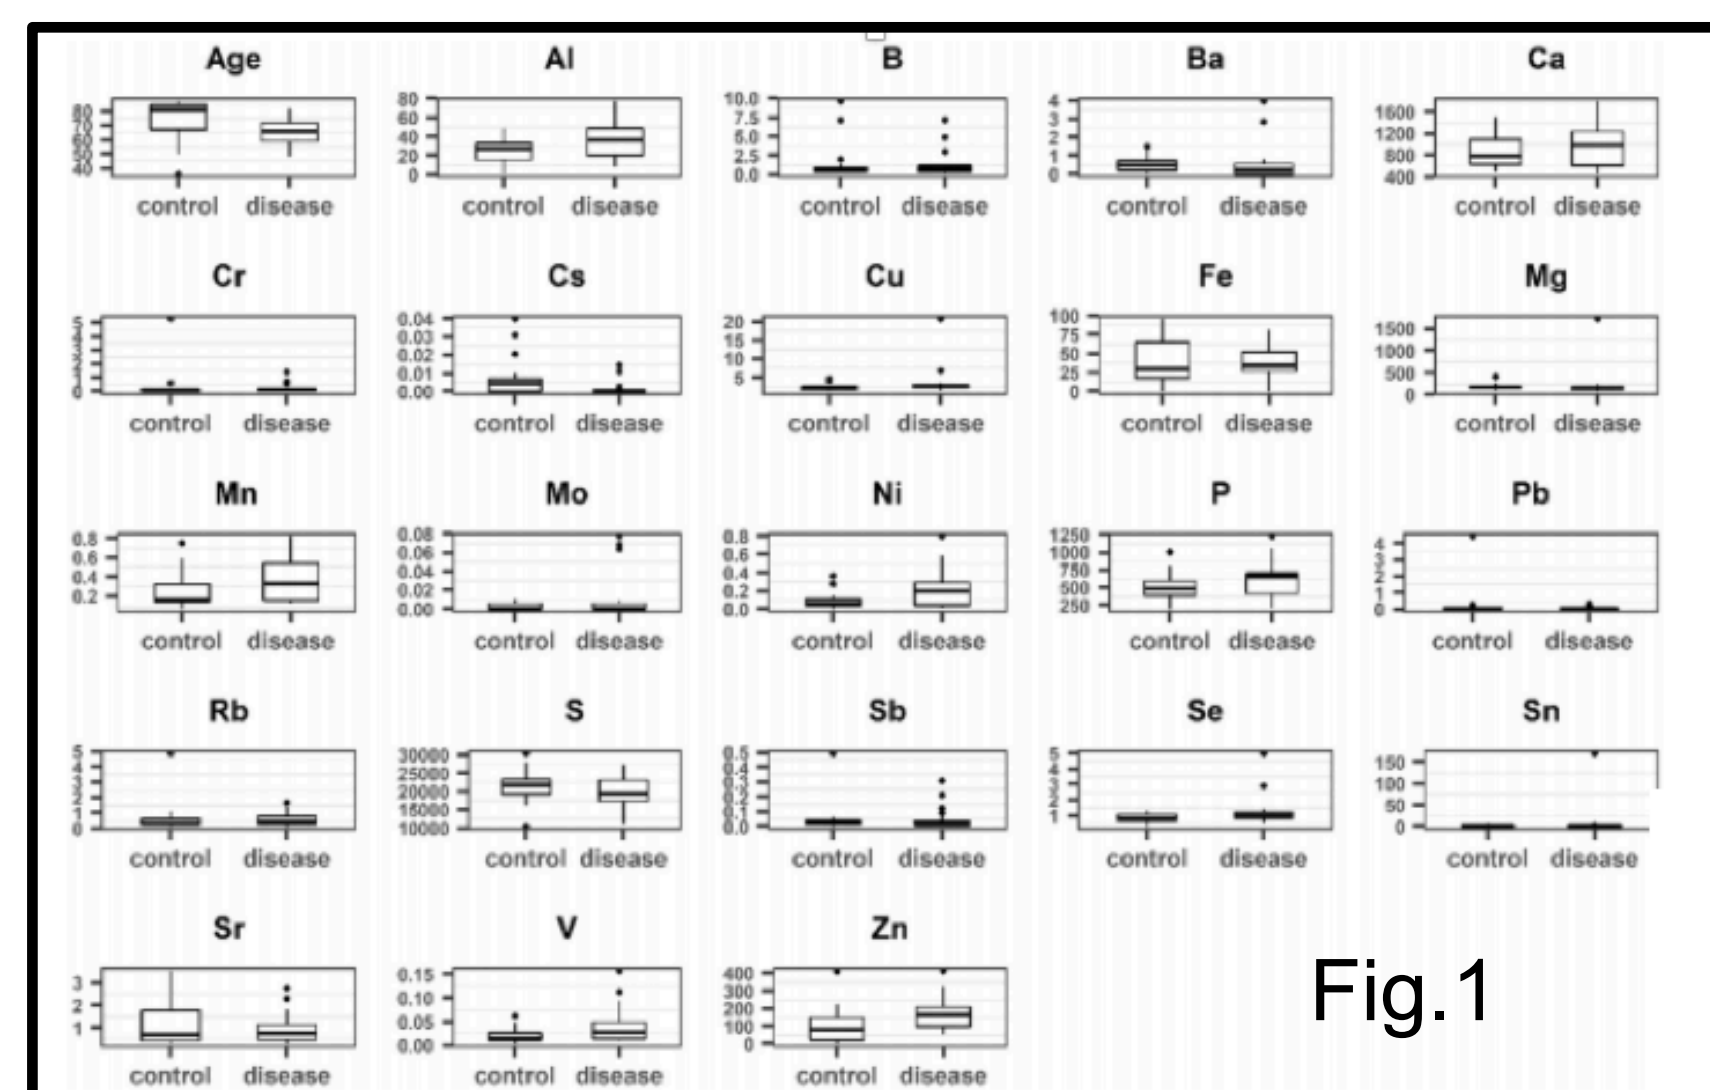 Age Al B Ba Ca
80 70 60 50 40
80 60 40 20 0
10.0 7.5 5.0 2.5 0.0
4 3 2 1 0
1600 1200 800 400
control disease control disease control disease control disease control disease
Cr Cs Cu Fe Mg
5 0
0.04 0.03 0.02 0.01 0.00
20 15 10 5
100 75 50 25 0
1500 1000 500 0
control disease control disease control disease control disease control disease
Mn Mo Ni P Pb
0.8 0.6 0.4 0.2
0.08 0.06 0.04 0.02 0.00
0.8 0.6 0.4 0.2 0.0
1250 1000 750 500 250
4 3 2 1 0
control disease control disease control disease control disease control disease
Rb S Sb Se Sn
5 4 3 2 1 0
30000 25000 20000 15000 10000
0.5 0.4 0.3 0.2 0.1 0.0
5 4 3 2 1
150 100 50 0
control disease control disease control disease control disease control disease
Sr V Zn
3 2 1
0.15 0.10 0.05 0.00
400 300 200 100 0
control disease control disease control disease
Fig.1